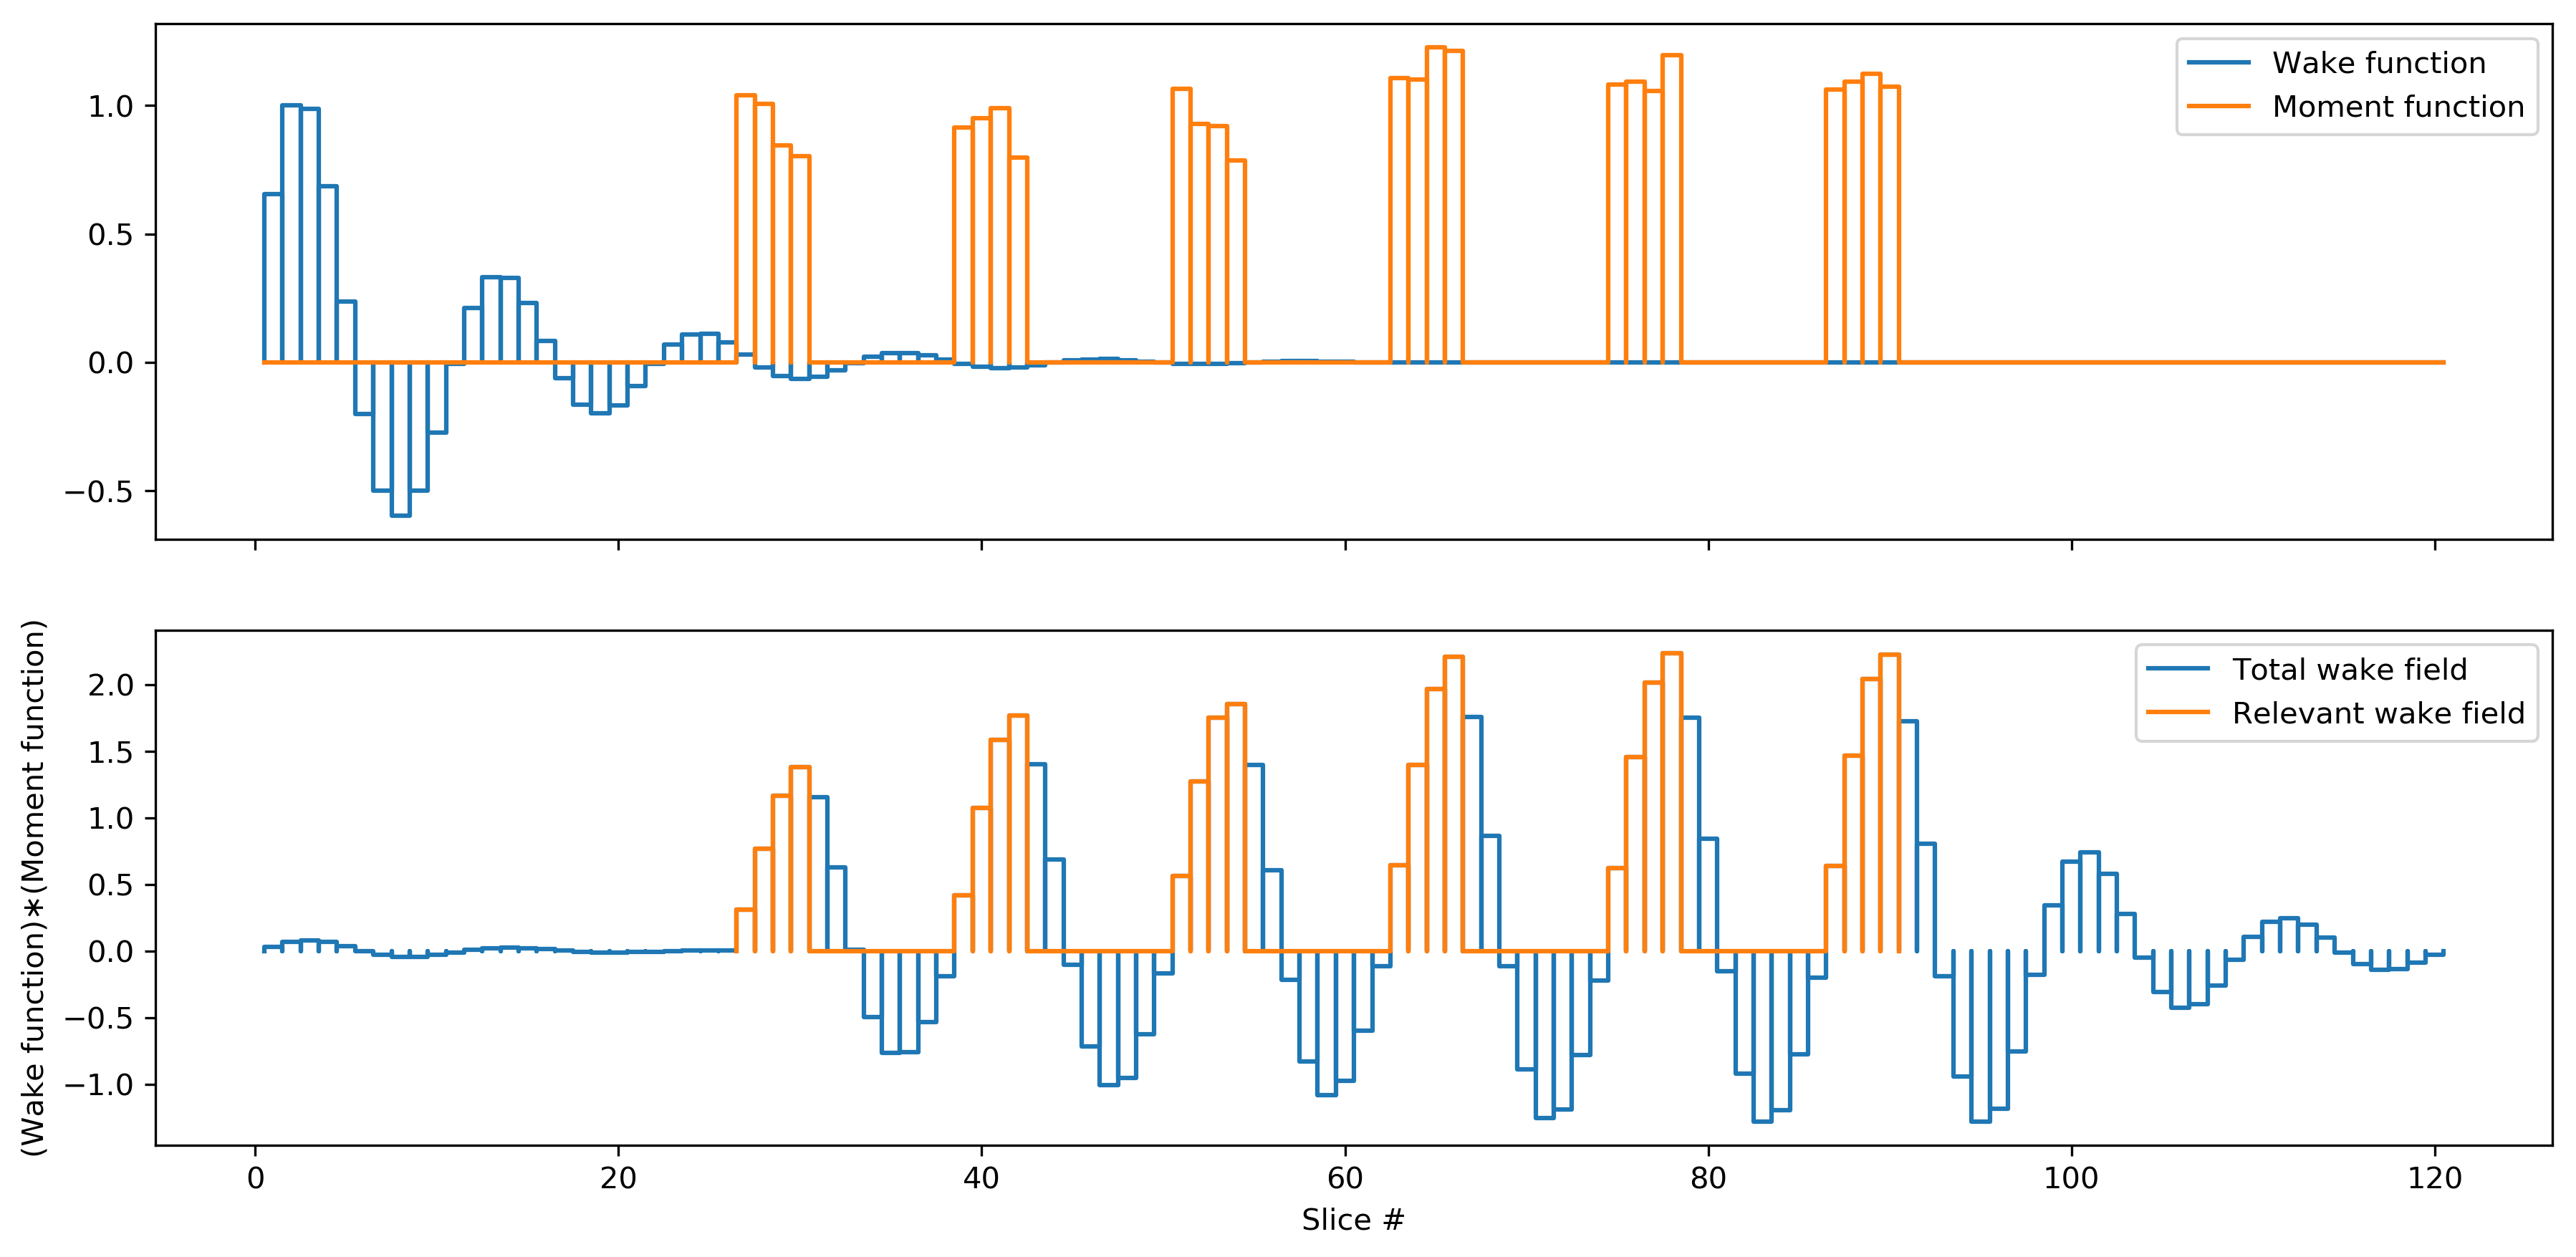 1.0
0.5
0.0
−0.5
Wake function
Moment function
(Wake function)∗(Moment function)
2.0
1.5
1.0
0.5
0.0
−0.5
−1.0
Total wake field
Relevant wake field
0 20 40 60 80 100 120
Slice #